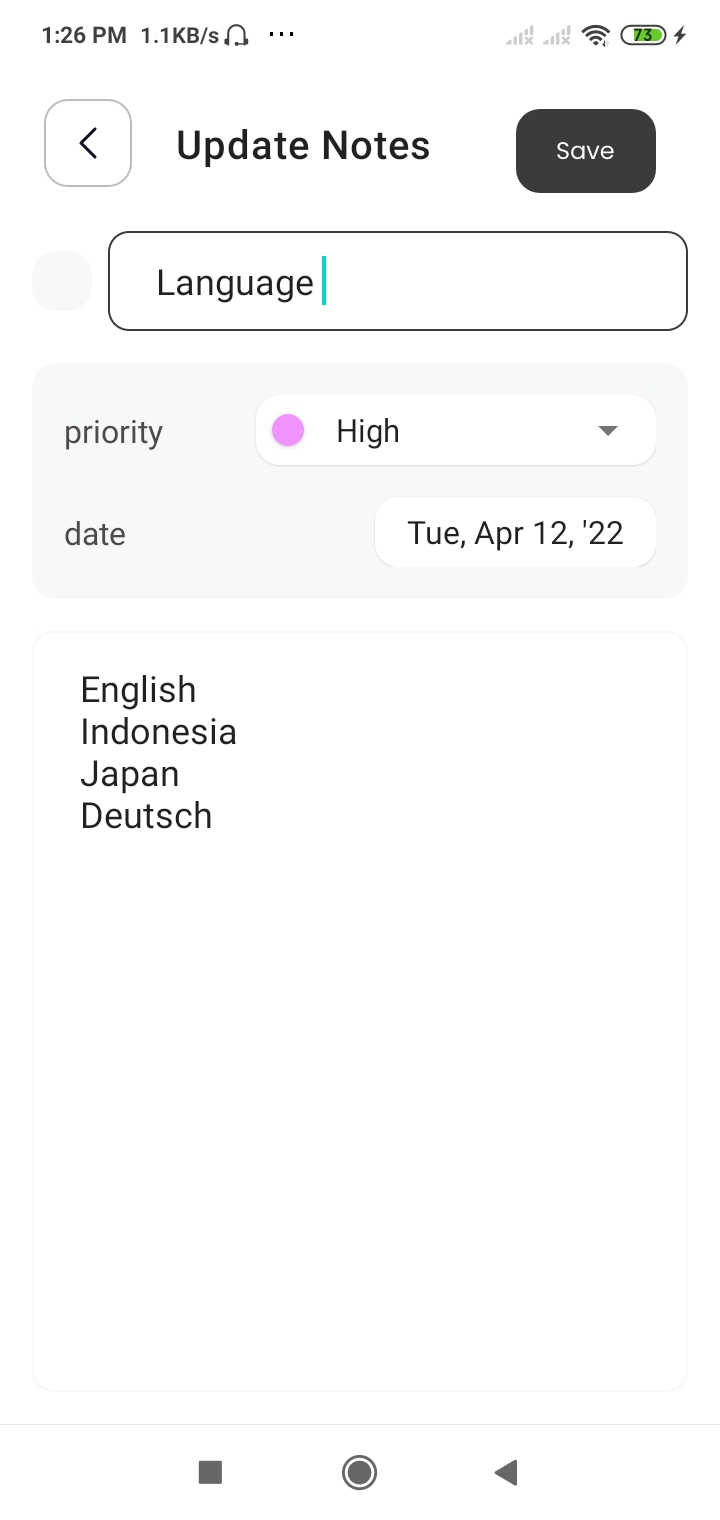 1:26 PM 1.1KB/s ... 73
Update Notes
Save
Language
priority
High
date
Tue, Apr 12, '22
English
Indonesia
Japan
Deutsch